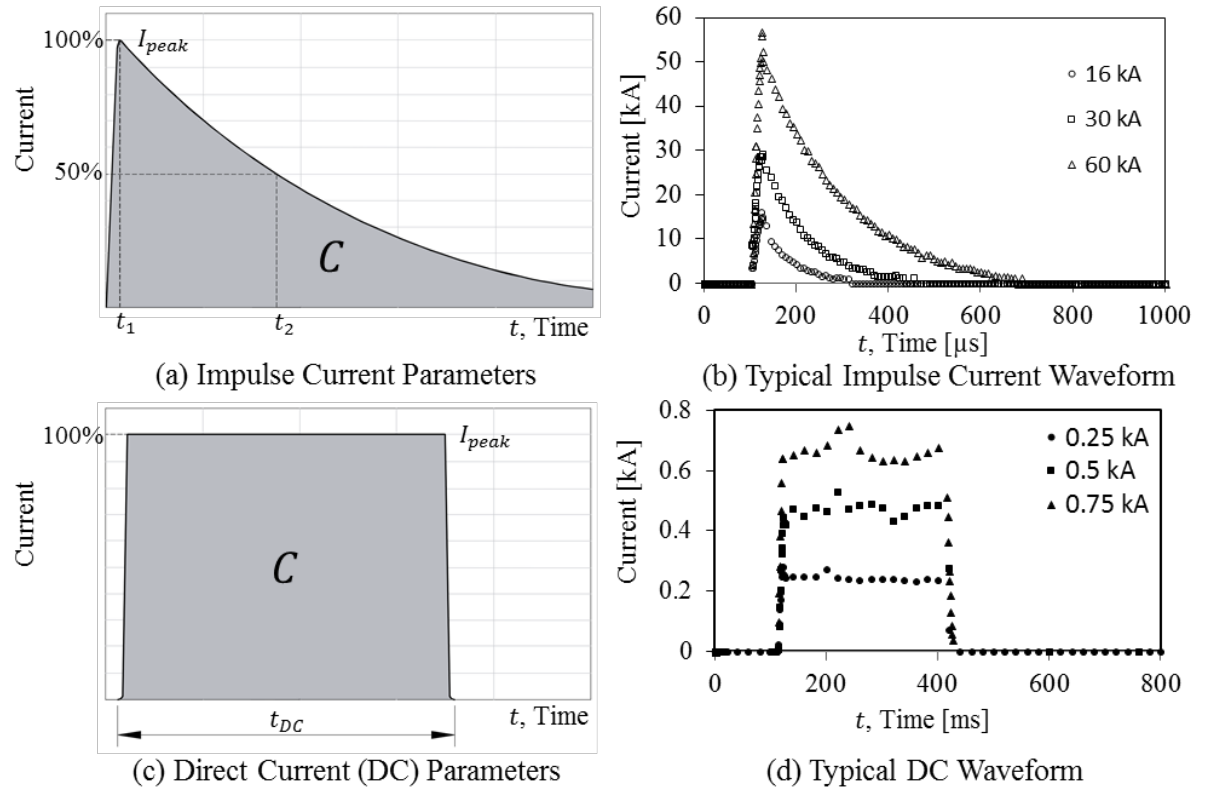 100%
I_peak
50%
Current
C
t_1
t_2
t, Time
(a) Impulse Current Parameters
60
50
40
30
20
10
0
Current [kA]
16 kA
30 kA
60 kA
0
200
400
600
800
1000
t, Time [µs]
(b) Typical Impulse Current Waveform
100%
I_peak
Current
C
t_DC
t, Time
(c) Direct Current (DC) Parameters
0.8
0.6
0.4
0.2
0
Current [kA]
0.25 kA
0.5 kA
0.75 kA
0
200
400
600
800
t, Time [ms]
(d) Typical DC Waveform